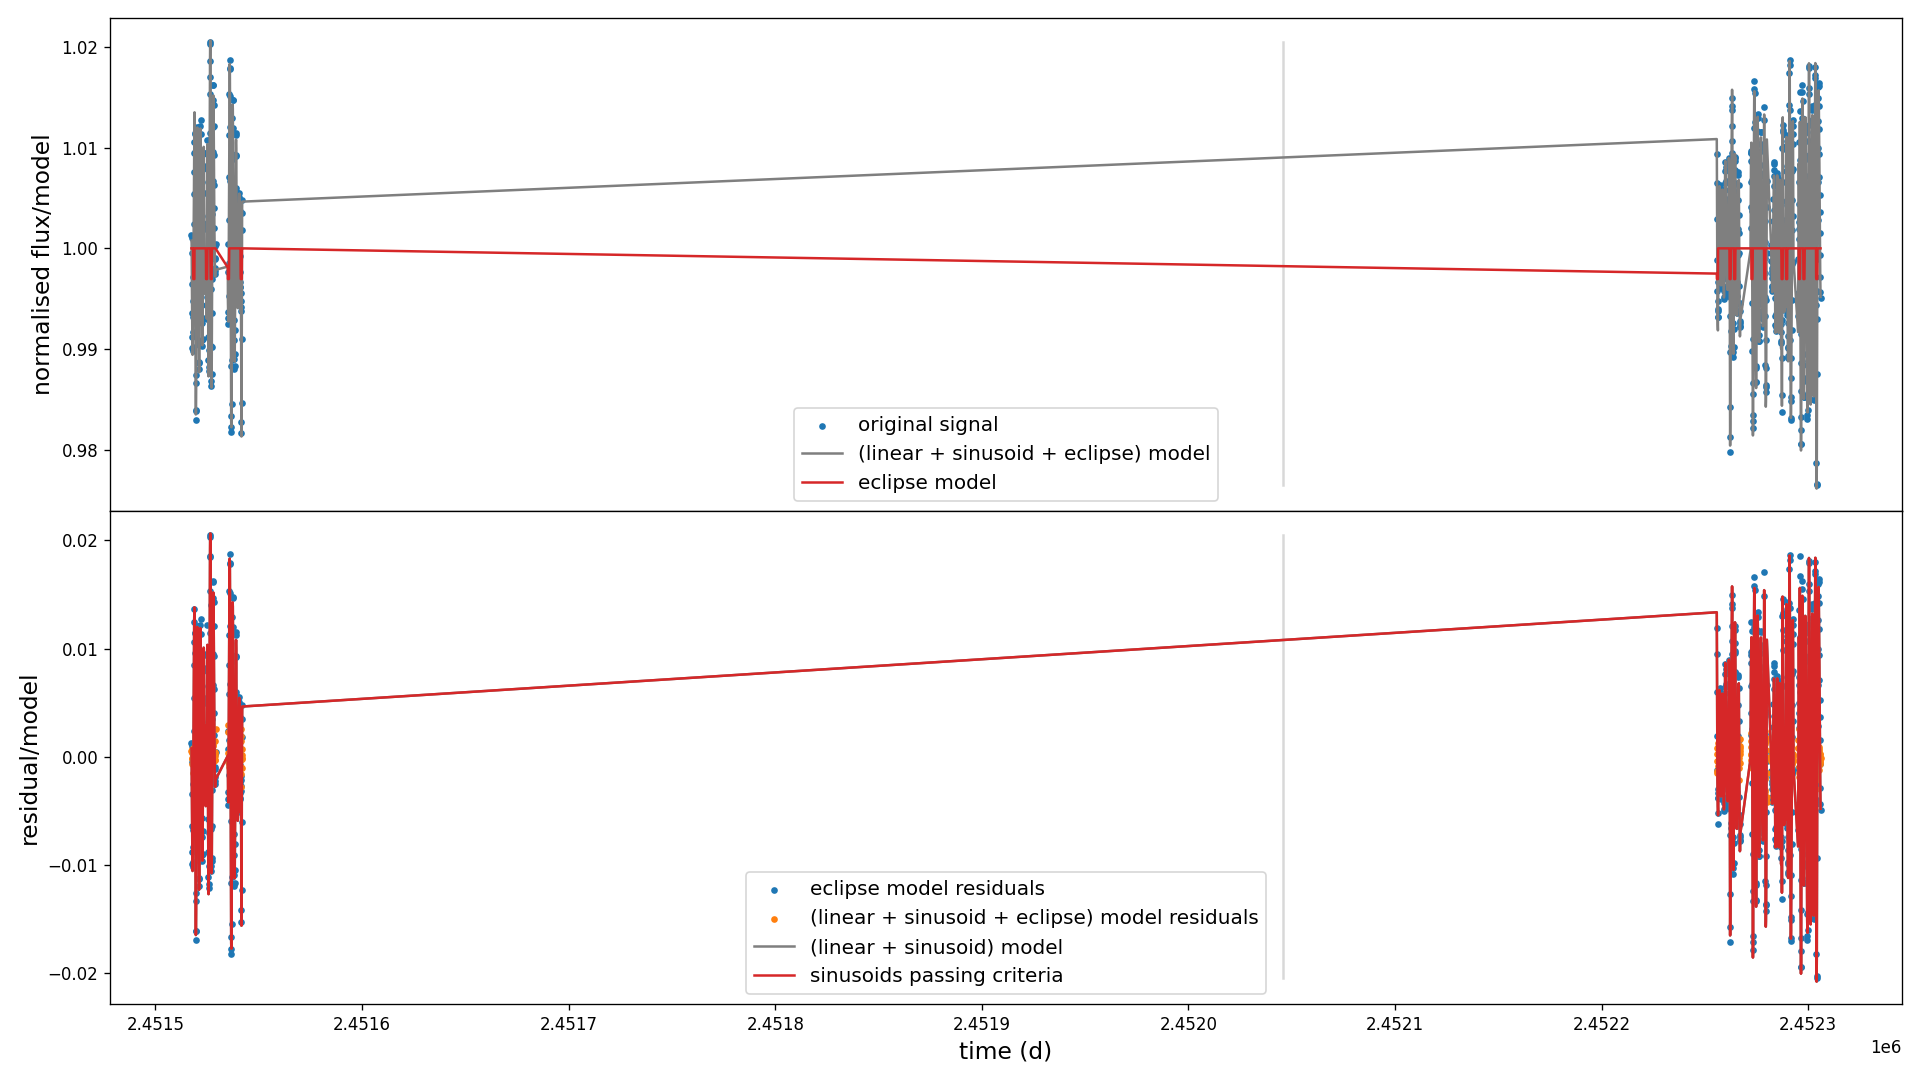 1.02
1.01
1.00
0.99
0.98
normalised flux/model
original signal
(linear + sinusoid + eclipse) model
eclipse model
0.02
0.01
0.00
−0.01
−0.02
residual/model
eclipse model residuals
(linear + sinusoid + eclipse) model residuals
(linear + sinusoid) model
sinusoids passing criteria
2.4515 2.4516 2.4517 2.4518 2.4519 2.4520 2.4521 2.4522 2.4523
1e6
time (d)